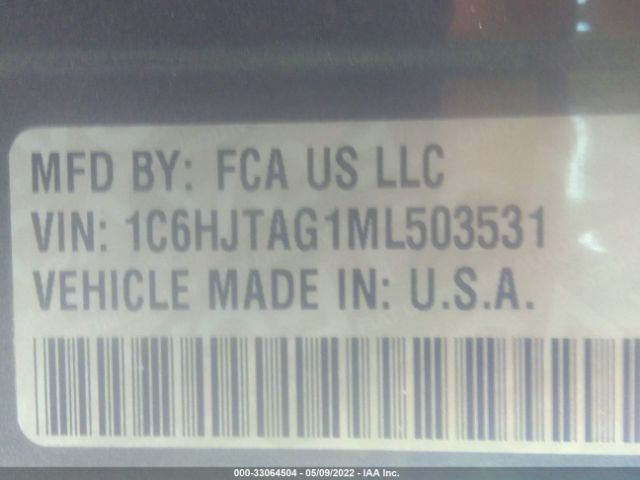 MFD BY: FCA US LLC
VIN: 1C6HJTAG1ML503531
VEHICLE MADE IN: U.S.A.
000-33064504 - 05/09/2022 - IAA Inc.